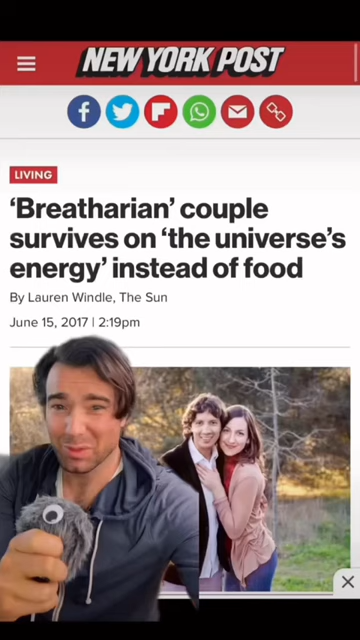 NEW YORK POST
LIVING
‘Breatharian’ couple
survives on ‘the universe’s
energy’ instead of food
By Lauren Windle, The Sun
June 15, 2017 | 2:19pm